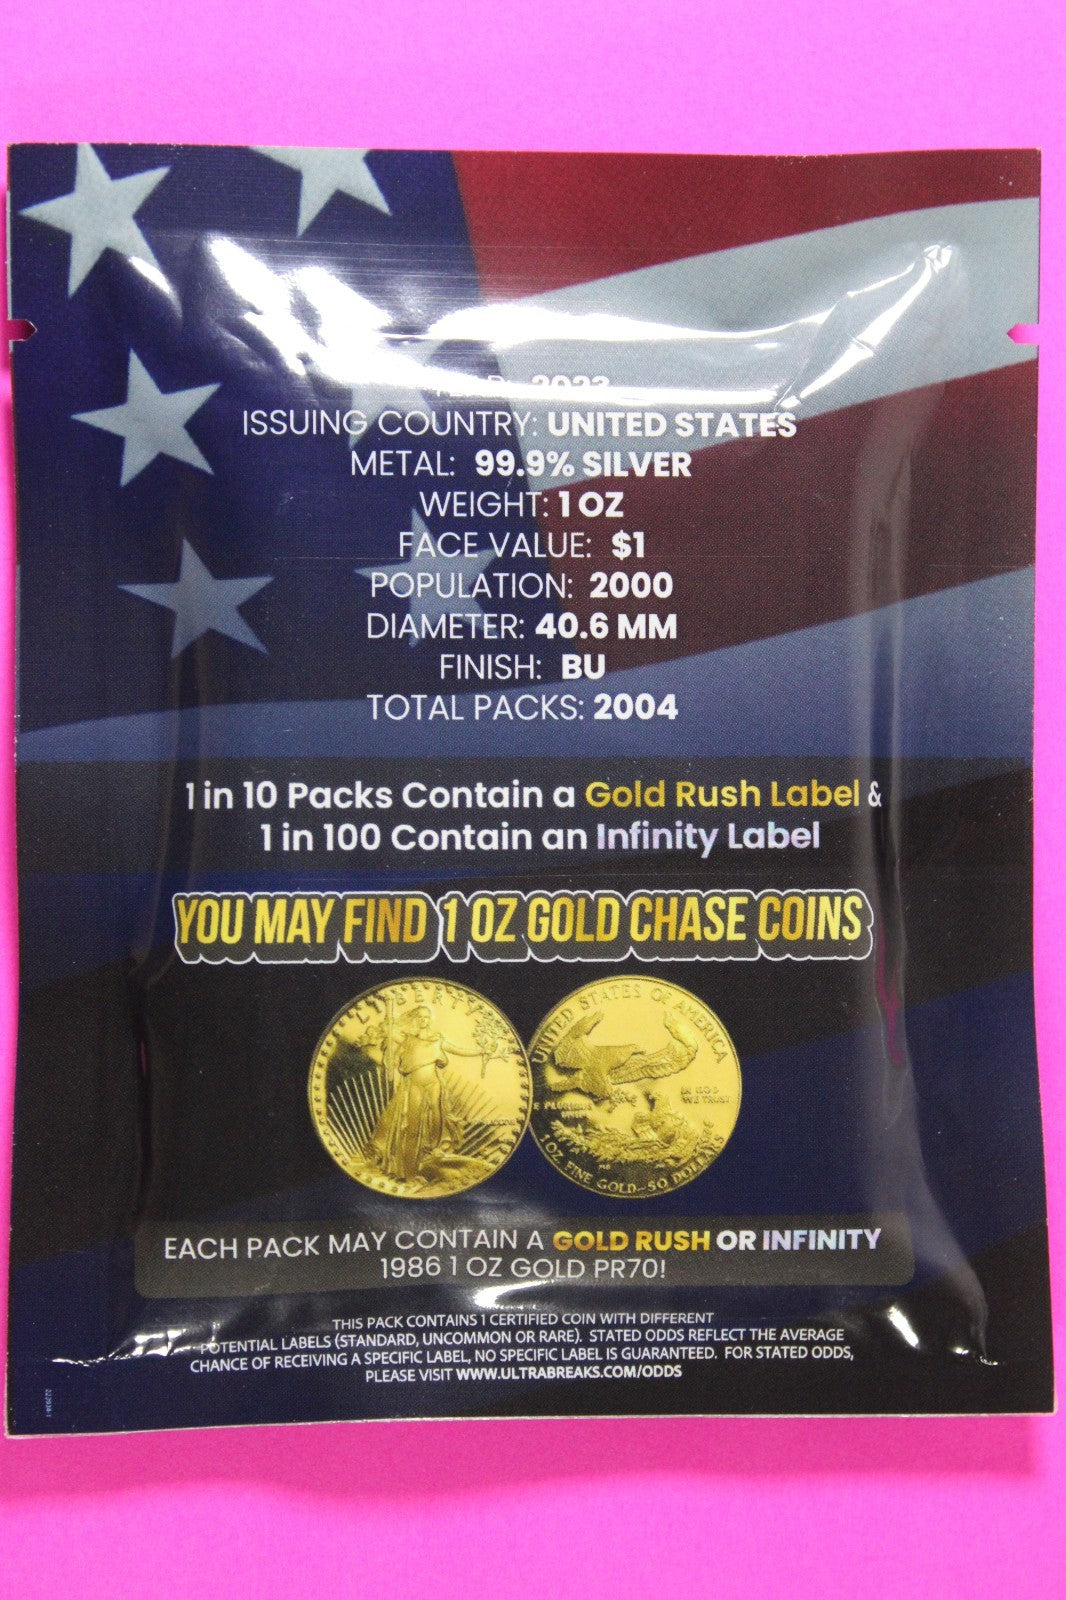 2023
ISSUING COUNTRY: UNITED STATES
METAL: 99.9% SILVER
WEIGHT: 1 OZ
FACE VALUE: $1
POPULATION: 2000
DIAMETER: 40.6 MM
FINISH: BU
TOTAL PACKS: 2004
1 in 10 Packs Contain a Gold Rush Label &
1 in 100 Contain an Infinity Label
YOU MAY FIND 1 OZ GOLD CHASE COINS
LIBERTY
UNITED STATES OF AMERICA
IN GOD
WE TRUST
E PLURIBUS
UNUM
1 OZ. FINE GOLD~50 DOLLARS
EACH PACK MAY CONTAIN A GOLD RUSH OR INFINITY
1986 1 OZ GOLD PR70!
THIS PACK CONTAINS 1 CERTIFIED COIN WITH DIFFERENT
POTENTIAL LABELS (STANDARD, UNCOMMON OR RARE). STATED ODDS REFLECT THE AVERAGE
CHANCE OF RECEIVING A SPECIFIC LABEL, NO SPECIFIC LABEL IS GUARANTEED. FOR STATED ODDS,
PLEASE VISIT WWW.ULTRABREAKS.COM/ODDS